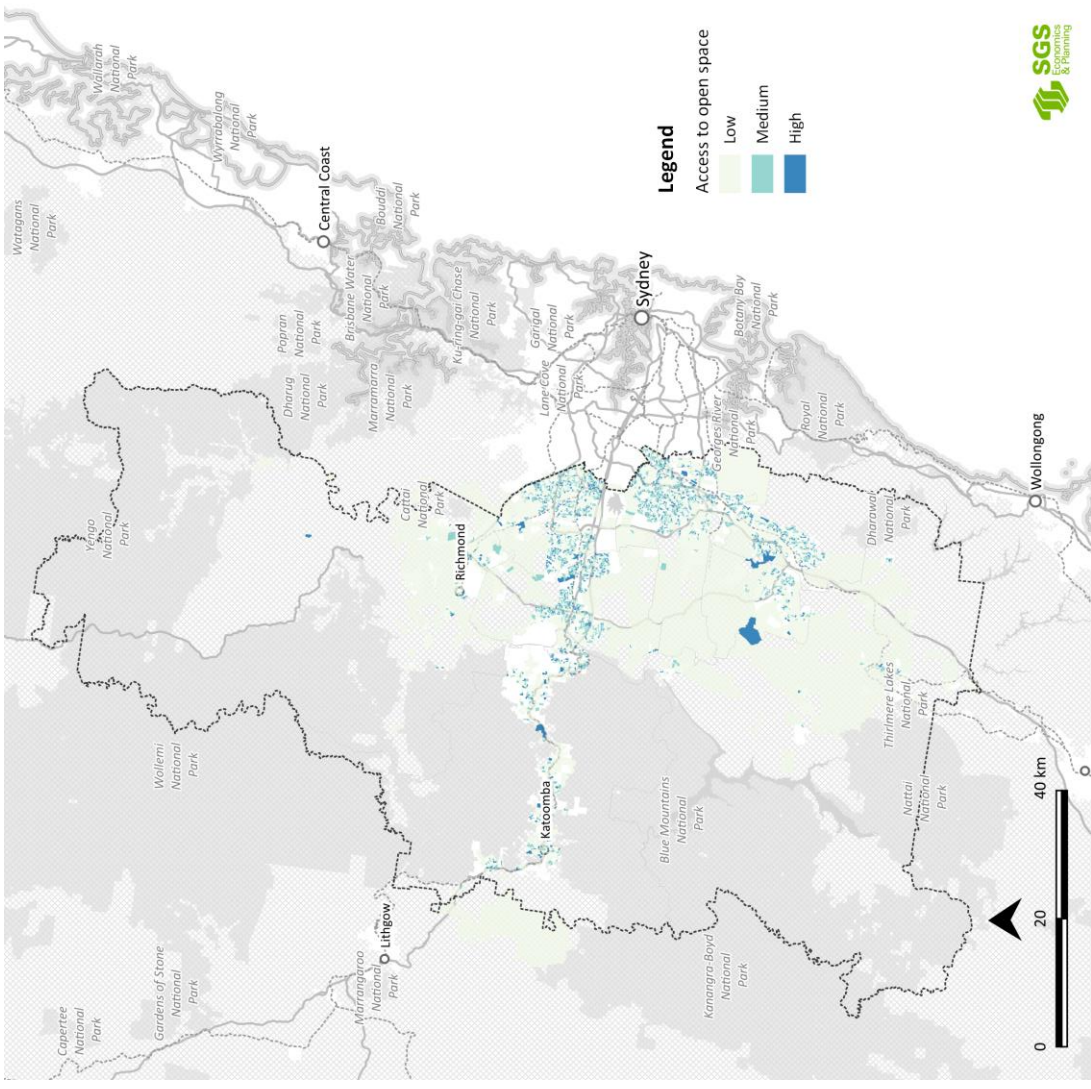 Watagans
National
Park
Wallarah
National
Park
Wyrrabalong
National
Park
Capertee
National
Park
Gardens of Stone
National
Park
Wollemi
National
Park
Yengo
National
Park
Central Coast
Popran
National
Park
Dharug
National
Park
Brisbane Water
National
Park
Bouddi
National
Park
Marramarra
National
Park
Ku-ring-gai Chase
National
Park
Lithgow
Marrangaroo
National
Park
Cattai
National
Park
Richmond
Garigal
National
Park
Lane Cove
National
Park
Sydney
Katoomba
Blue Mountains
National
Park
Kanangra-Boyd
National
Park
Georges River
National
Park
Botany Bay
National
Park
Royal
National
Park
Thirlmere Lakes
National
Park
Dharawal
National
Park
Nattai
National
Park
Wollongong
Legend
Access to open space
Low
Medium
High
0 20 40 km
SGS
Economics
& Planning